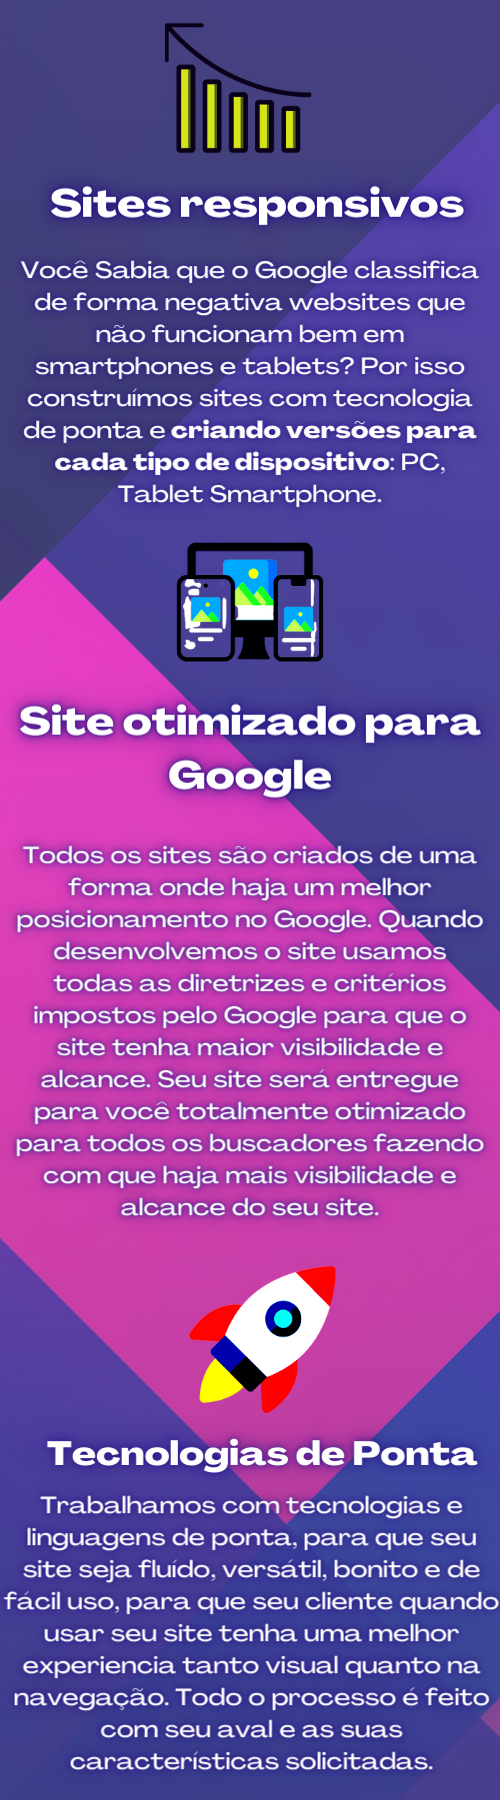 Sites responsivos
Você Sabia que o Google classifica
de forma negativa websites que
não funcionam bem em
smartphones e tablets? Por isso
construímos sites com tecnologia
de ponta e criando versões para
cada tipo de dispositivo: PC,
Tablet Smartphone.
Site otimizado para
Google
Todos os sites são criados de uma
forma onde haja um melhor
posicionamento no Google. Quando
desenvolvemos o site usamos
todas as diretrizes e critérios
impostos pelo Google para que o
site tenha maior visibilidade e
alcance. Seu site será entregue
para você totalmente otimizado
para todos os buscadores fazendo
com que haja mais visibilidade e
alcance do seu site.
Tecnologias de Ponta
Trabalhamos com tecnologias e
linguagens de ponta, para que seu
site seja fluído, versátil, bonito e de
fácil uso, para que seu cliente quando
usar seu site tenha uma melhor
experiencia tanto visual quanto na
navegação. Todo o processo é feito
com seu aval e as suas
características solicitadas.